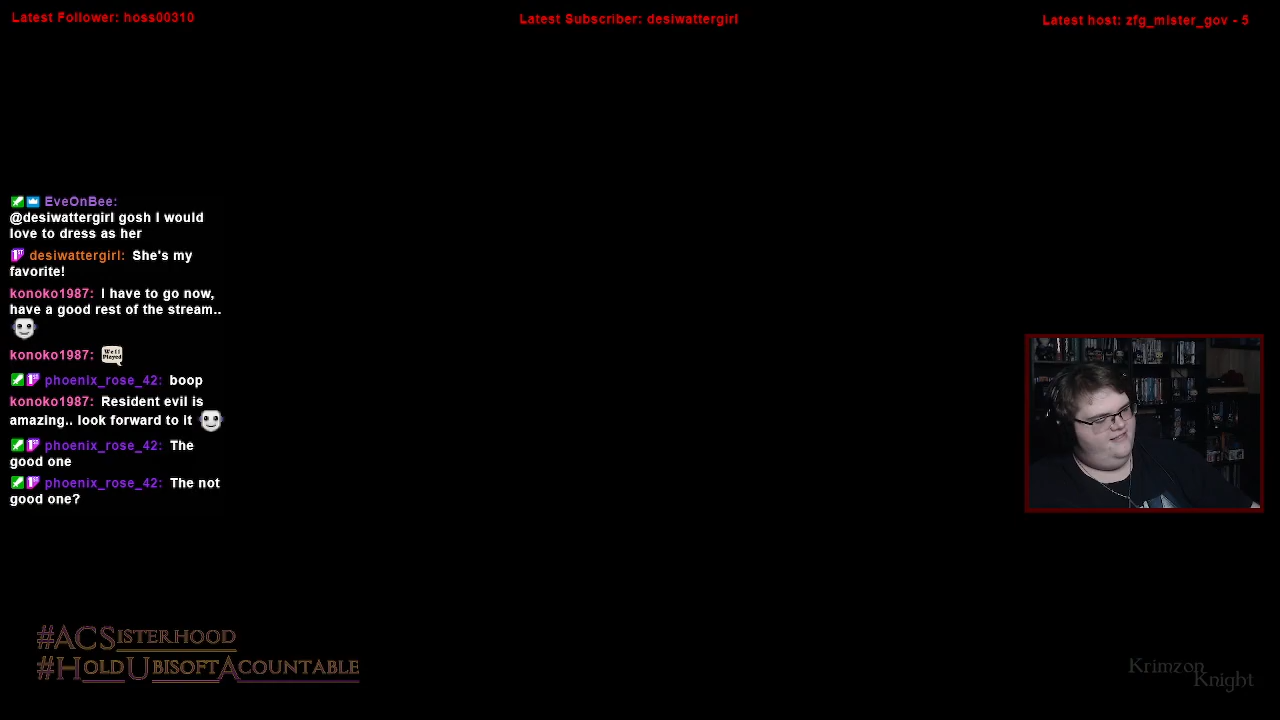 Latest Follower: hoss00310
Latest Subscriber: desiwattergirl
Latest host: zfg_mister_gov - 5
EveOnBee:
@desiwattergirl gosh I would
love to dress as her
desiwattergirl: She's my
favorite!
konoko1987: I have to go now,
have a good rest of the stream..
konoko1987: Well Played
phoenix_rose_42: boop
konoko1987: Resident evil is
amazing.. look forward to it
phoenix_rose_42: The
good one
phoenix_rose_42: The not
good one?
#ACSisterhood
#HoldUbisoftAcountable
Krimzon
Knight